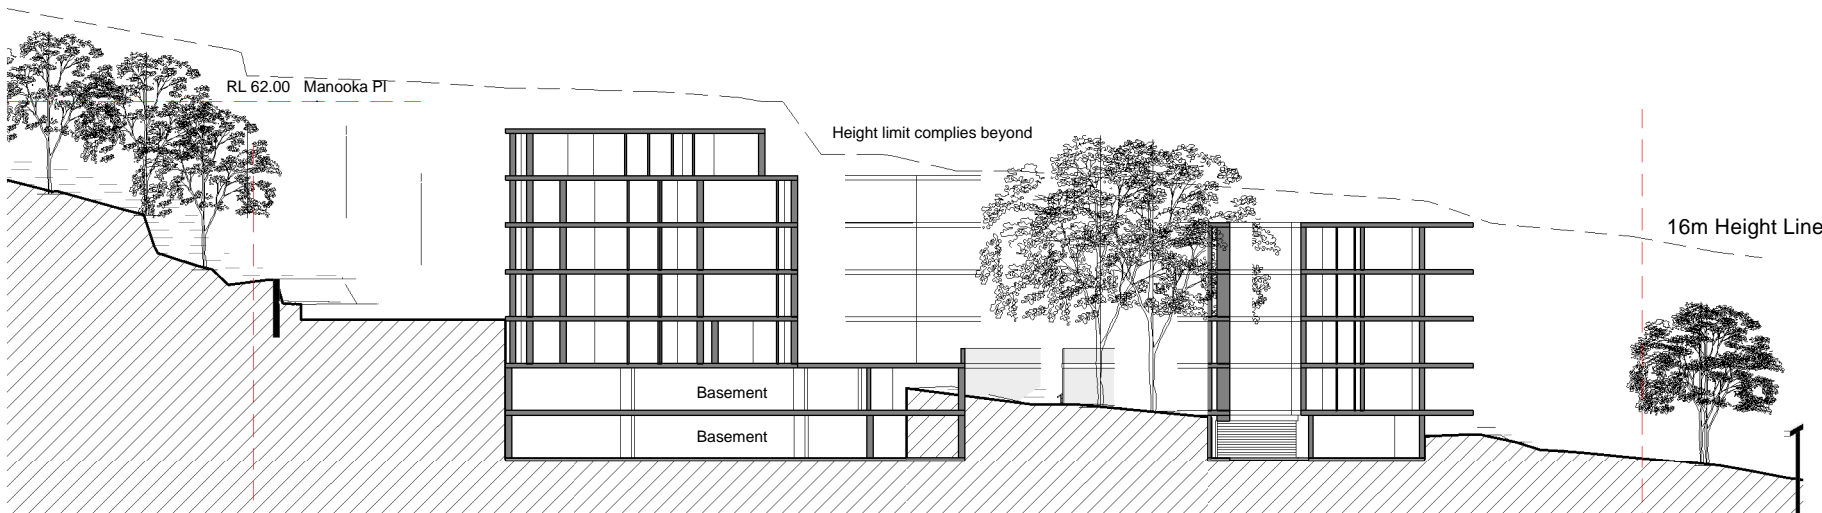 RL 62.00 Manooka Pl
Height limit complies beyond
16m Height Line
Basement
Basement